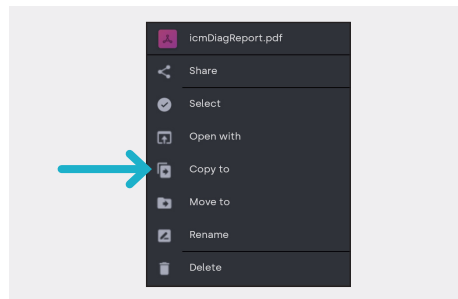 icmDiagReport.pdf
Share
Select
Open with
Copy to
Move to
Rename
Delete